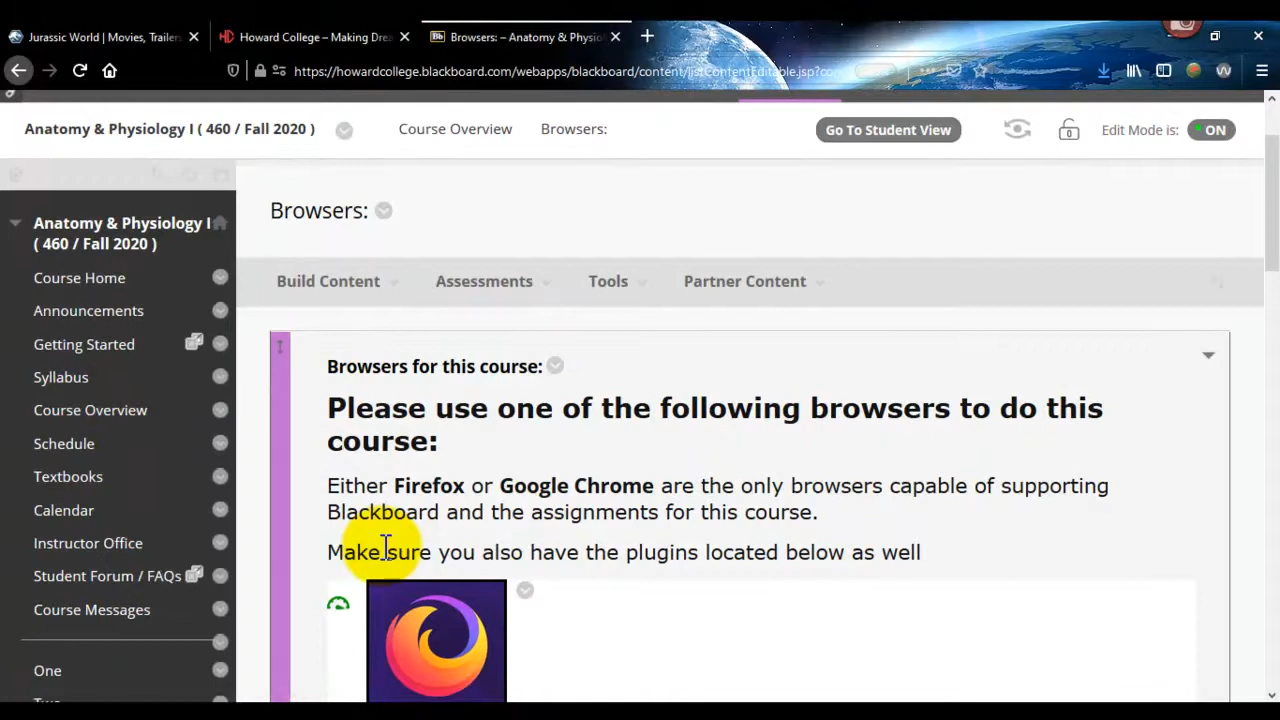 Jurassic World | Movies, Trailers
Howard College – Making Drea
Browsers: – Anatomy & Physiolo
https://howardcollege.blackboard.com/webapps/blackboard/content/listContentEditable.jsp?con
Anatomy & Physiology I ( 460 / Fall 2020 )
Course Overview
Browsers:
Go To Student View
Edit Mode is:
ON
Anatomy & Physiology I
( 460 / Fall 2020 )
Course Home
Announcements
Getting Started
Syllabus
Course Overview
Schedule
Textbooks
Calendar
Instructor Office
Student Forum / FAQs
Course Messages
One
Browsers:
Build Content
Assessments
Tools
Partner Content
Browsers for this course:
Please use one of the following browsers to do this
course:
Either Firefox or Google Chrome are the only browsers capable of supporting
Blackboard and the assignments for this course.
Make sure you also have the plugins located below as well